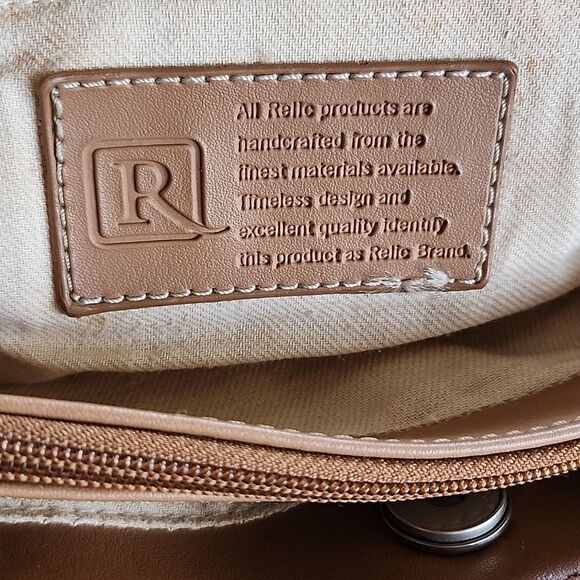 R
All Relic products are
handcrafted from the
finest materials available.
Timeless design and
excellent quality identify
this product as Relic Brand.